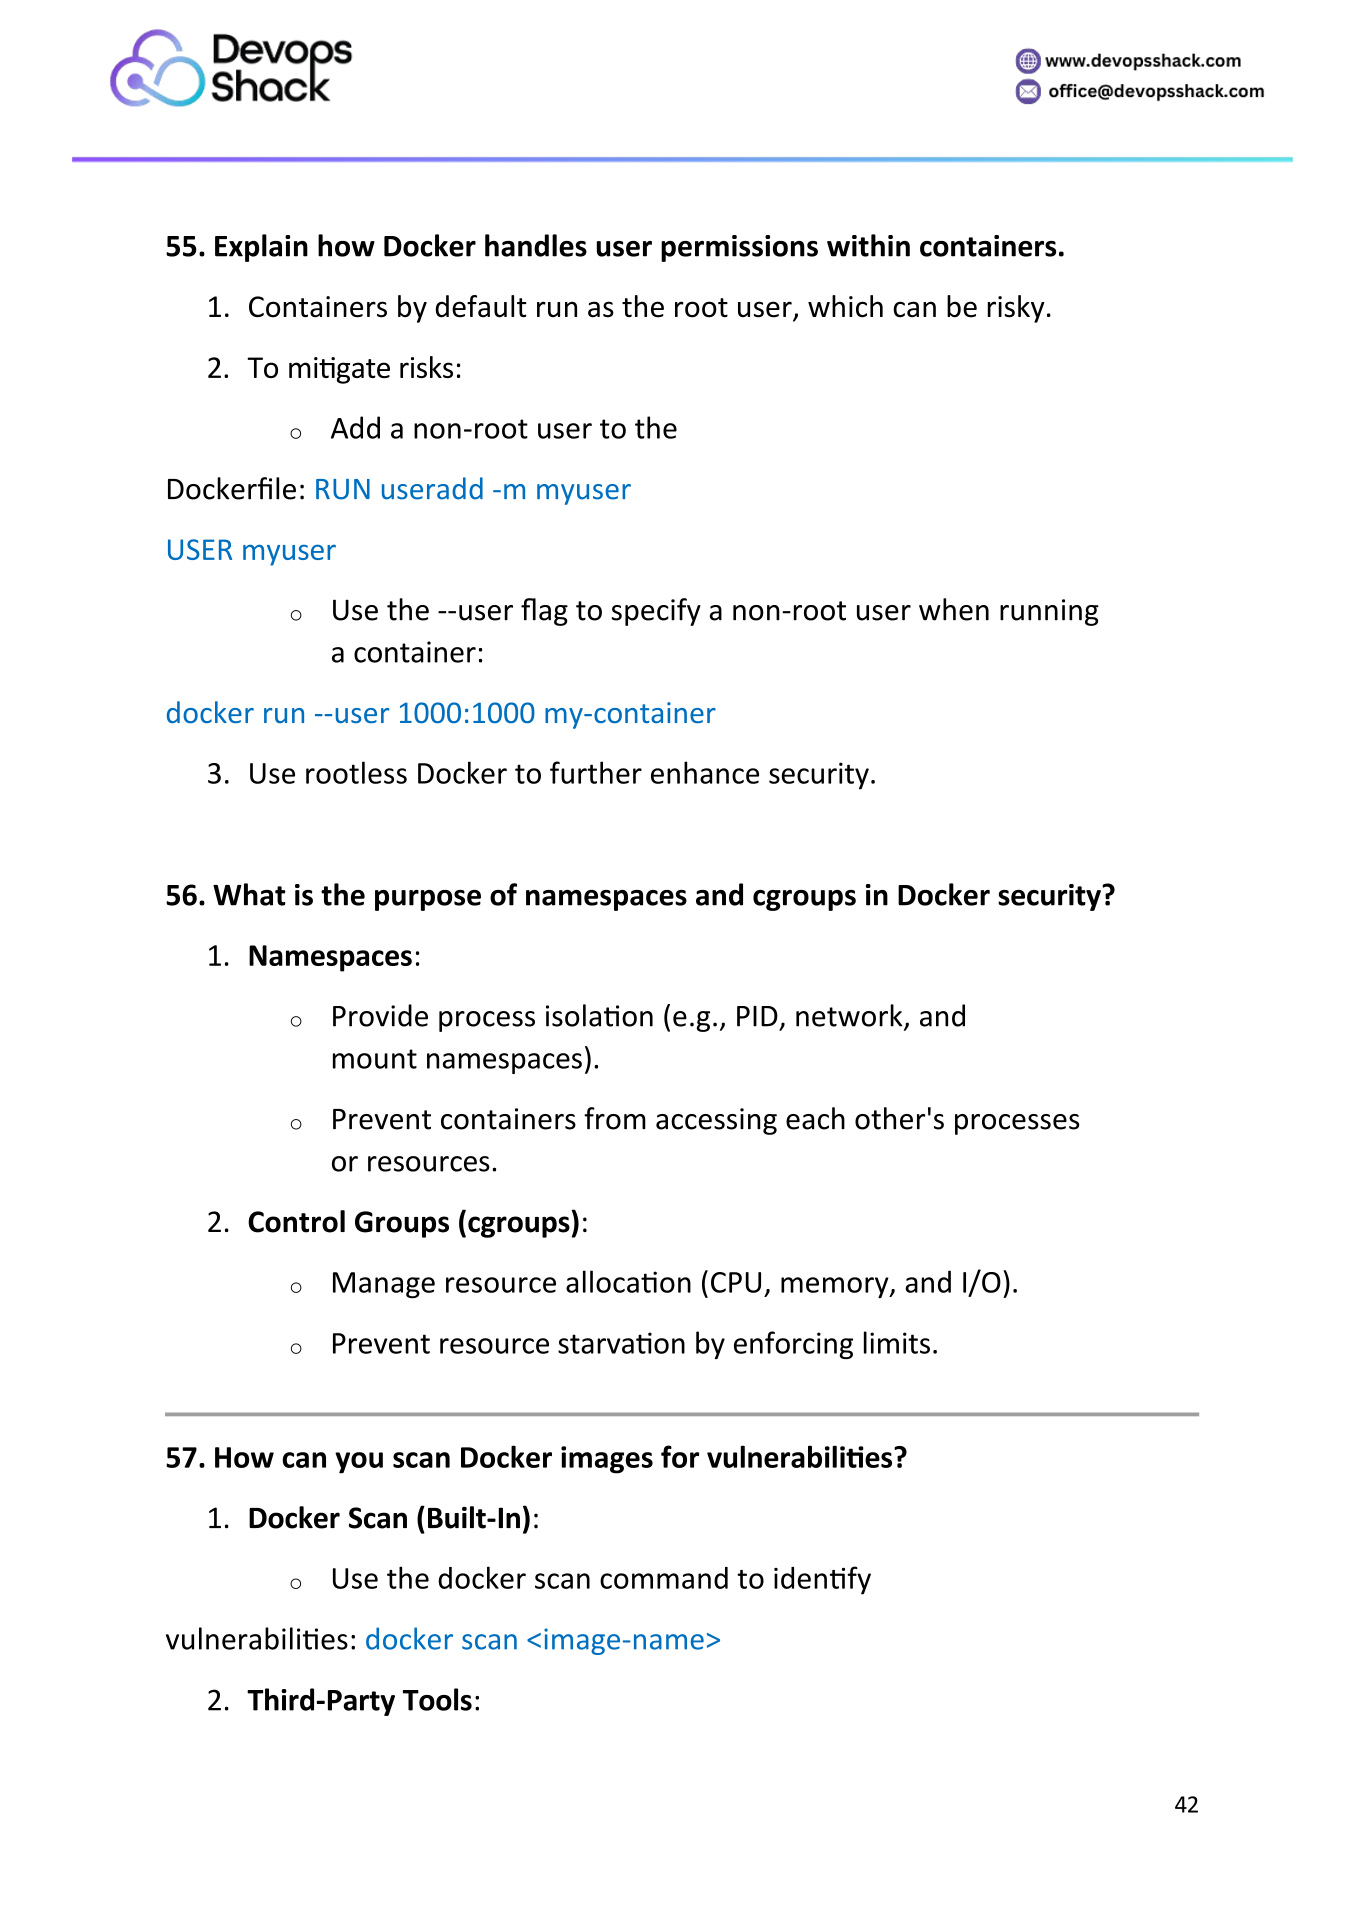 Devops
Shack
www.devopsshack.com
office@devopsshack.com
55. Explain how Docker handles user permissions within containers.
1. Containers by default run as the root user, which can be risky.
2. To mitigate risks:
o Add a non-root user to the
Dockerfile: RUN useradd -m myuser
USER myuser
o Use the --user flag to specify a non-root user when running
a container:
docker run --user 1000:1000 my-container
3. Use rootless Docker to further enhance security.
56. What is the purpose of namespaces and cgroups in Docker security?
1. Namespaces:
o Provide process isolation (e.g., PID, network, and
mount namespaces).
o Prevent containers from accessing each other's processes
or resources.
2. Control Groups (cgroups):
o Manage resource allocation (CPU, memory, and I/O).
o Prevent resource starvation by enforcing limits.
57. How can you scan Docker images for vulnerabilities?
1. Docker Scan (Built-In):
o Use the docker scan command to identify
vulnerabilities: docker scan <image-name>
2. Third-Party Tools:
42